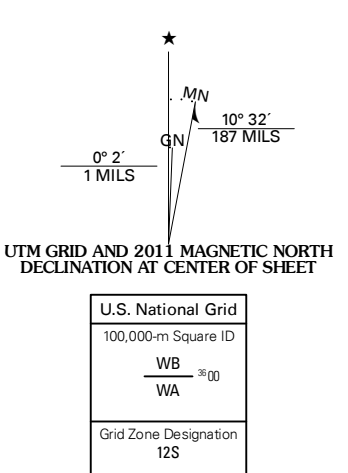 ★
MN
10° 32´
187 MILS
GN
0° 2´
1 MILS
UTM GRID AND 2011 MAGNETIC NORTH
DECLINATION AT CENTER OF SHEET
U.S. National Grid
100,000-m Square ID
WB
3600
WA
Grid Zone Designation
12S